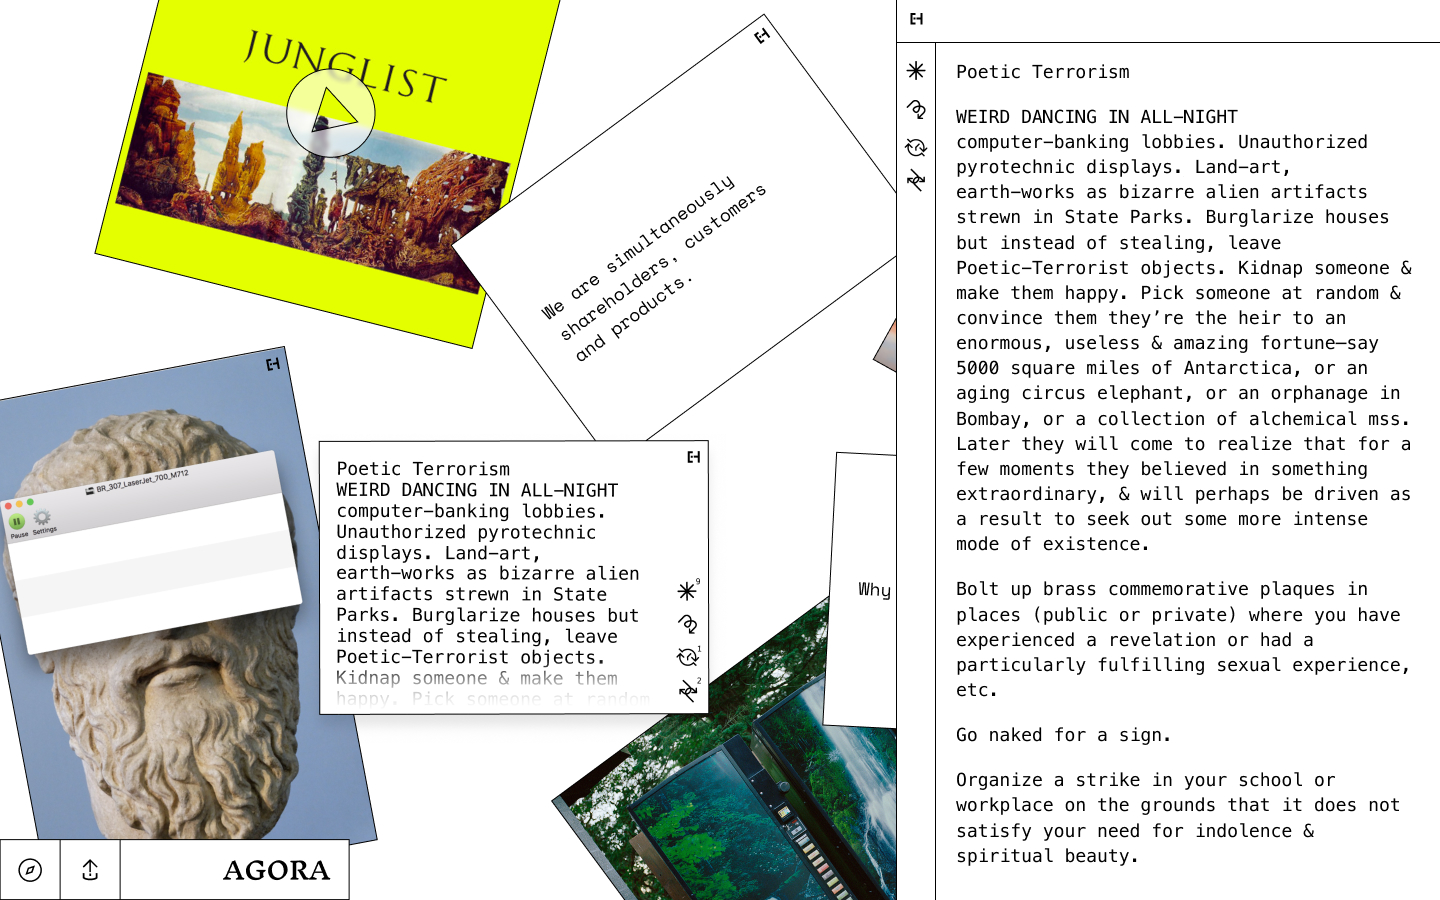 JUNGLIST
We are simultaneously
shareholders, customers
and products.
BR_307_LaserJet_700_M712
Pause
Settings
Poetic Terrorism
WEIRD DANCING IN ALL—NIGHT
computer—banking lobbies.
Unauthorized pyrotechnic
displays. Land—art,
earth—works as bizarre alien
artifacts strewn in State
Parks. Burglarize houses but
instead of stealing, leave
Poetic—Terrorist objects.
Kidnap someone & make them
happy. Pick someone at random
9
1
2
Why
AGORA
Poetic Terrorism
WEIRD DANCING IN ALL—NIGHT
computer—banking lobbies. Unauthorized
pyrotechnic displays. Land—art,
earth—works as bizarre alien artifacts
strewn in State Parks. Burglarize houses
but instead of stealing, leave
Poetic—Terrorist objects. Kidnap someone &
make them happy. Pick someone at random &
convince them they’re the heir to an
enormous, useless & amazing fortune—say
5000 square miles of Antarctica, or an
aging circus elephant, or an orphanage in
Bombay, or a collection of alchemical mss.
Later they will come to realize that for a
few moments they believed in something
extraordinary, & will perhaps be driven as
a result to seek out some more intense
mode of existence.
Bolt up brass commemorative plaques in
places (public or private) where you have
experienced a revelation or had a
particularly fulfilling sexual experience,
etc.
Go naked for a sign.
Organize a strike in your school or
workplace on the grounds that it does not
satisfy your need for indolence &
spiritual beauty.